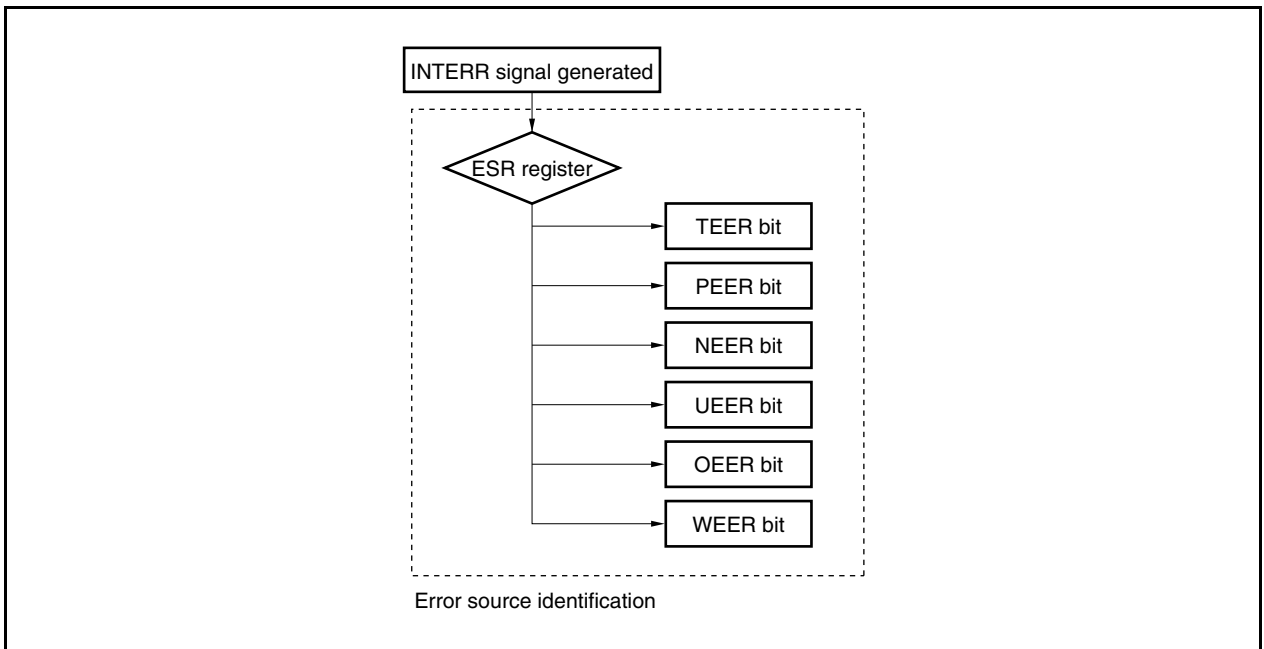 INTERR signal generated
ESR register
TEER bit
PEER bit
NEER bit
UEER bit
OEER bit
WEER bit
Error source identification